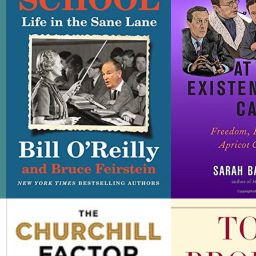 SCHOOL
Life in the Sane Lane
Bill O'Reilly
and Bruce Feirstein
NEW YORK TIMES BESTSELLING AUTHORS
AT
EXISTEN
CA
Freedom,
Apricot C
SARAH BA
THE
CHURCHILL
FACTOR
TO